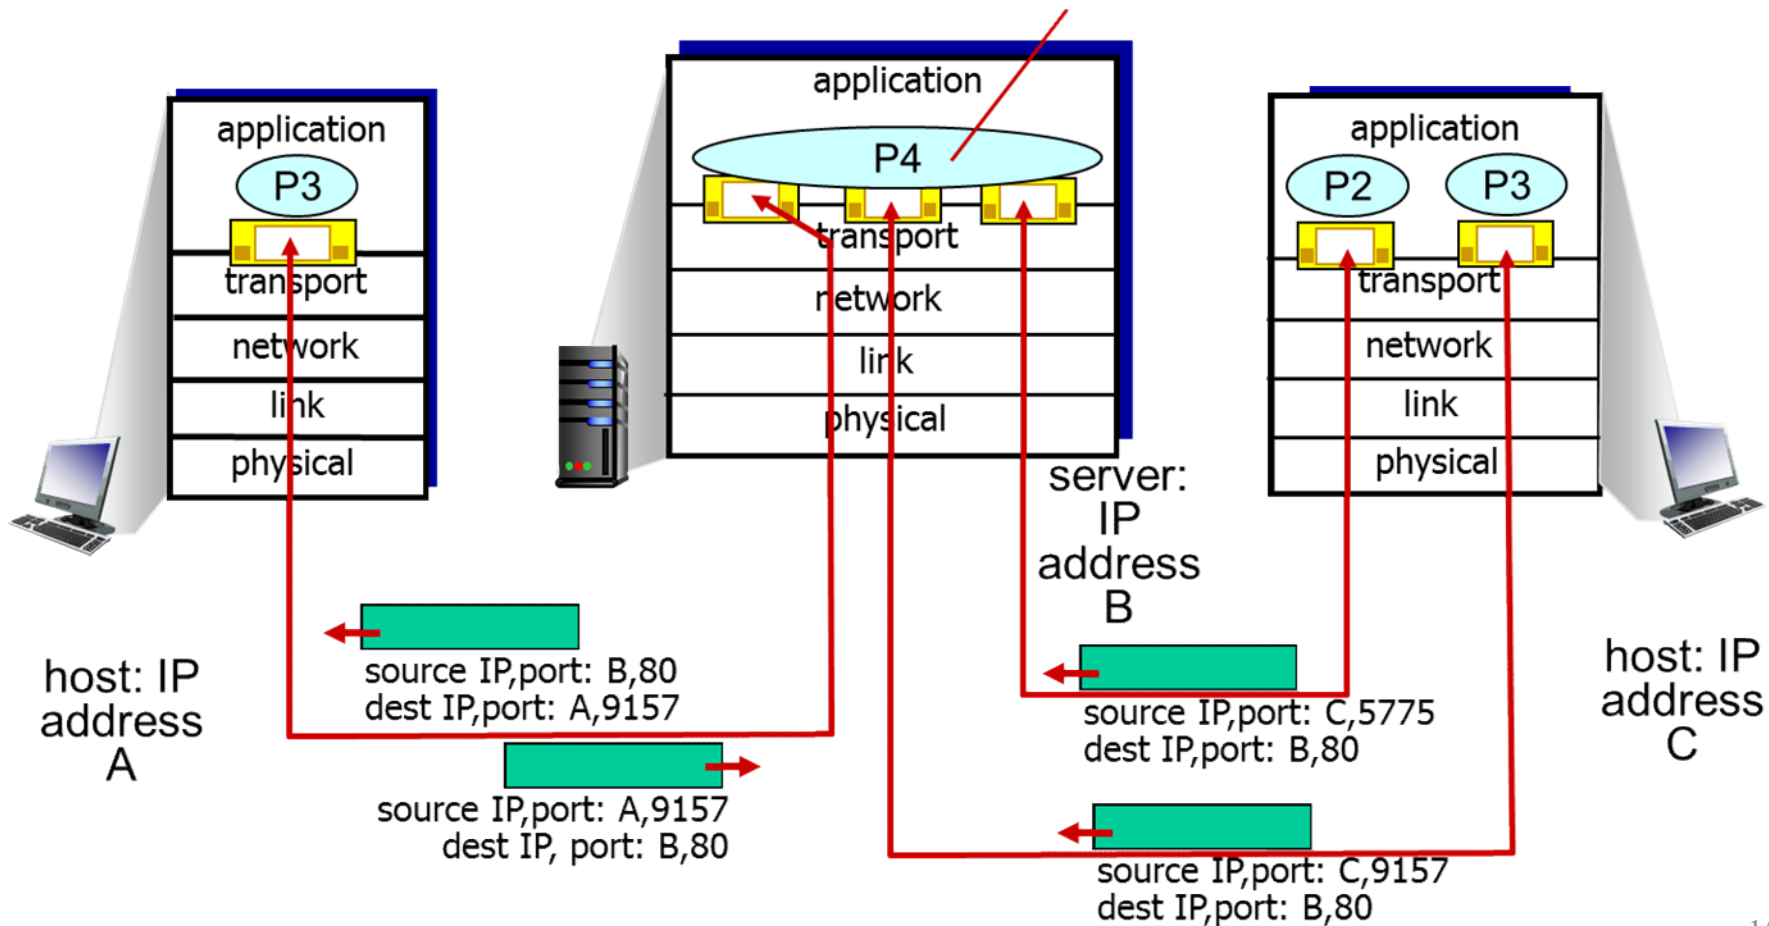 application
P3
transport
network
link
physical
host: IP
address
A
application
P4
transport
network
link
physical
server:
IP
address
B
application
P2
P3
transport
network
link
physical
host: IP
address
C
source IP,port: B,80
dest IP,port: A,9157
source IP,port: A,9157
dest IP, port: B,80
source IP,port: C,5775
dest IP,port: B,80
source IP,port: C,9157
dest IP,port: B,80